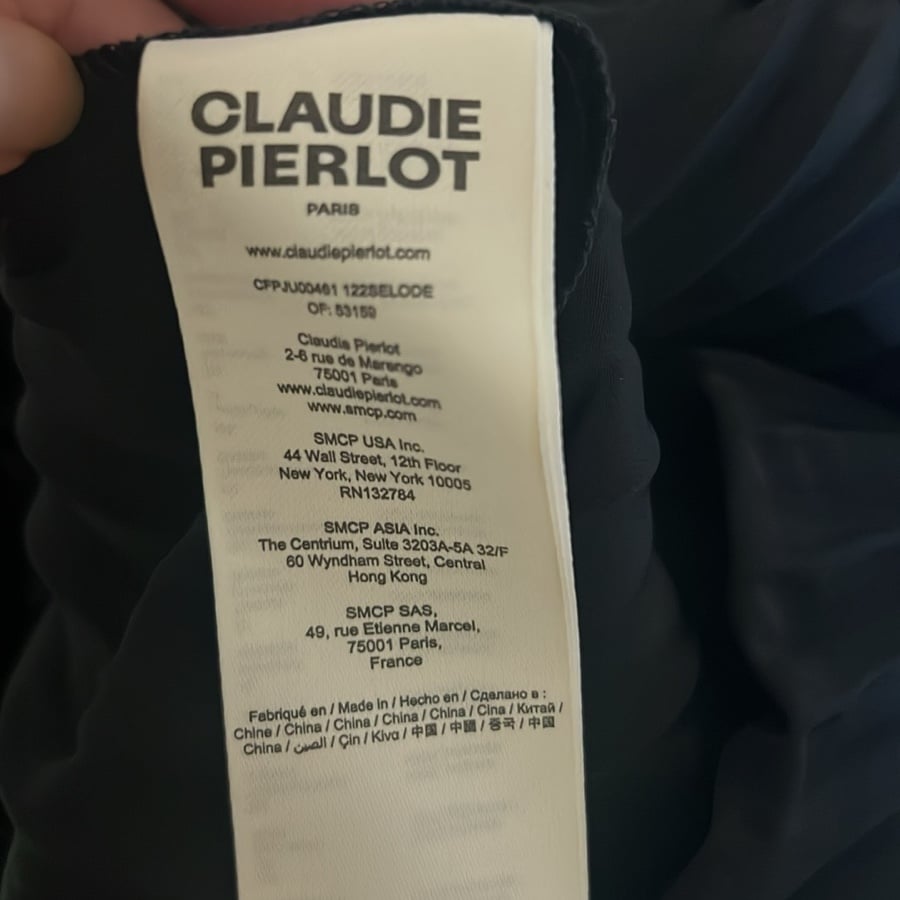 CLAUDIE
PIERLOT
PARIS
www.claudiepierlot.com
CFPJU00461 122SELODE
OF: 53159
Claudie Pierlot
2-6 rue de Marengo
75001 Paris
www.claudiepierlot.com
www.smcp.com
SMCP USA Inc.
44 Wall Street, 12th Floor
New York, New York 10005
RN132784
SMCP ASIA Inc.
The Centrium, Suite 3203A-5A 32/F
60 Wyndham Street, Central
Hong Kong
SMCP SAS,
49, rue Etienne Marcel,
75001 Paris,
France
Fabriqué en / Made in / Hecho en / Сделано в :
Chine / China / China / China / China / Cina / Китай /
China / الصين / Çin / Κίνα / 中国 / 中國 / 중국 / 中国